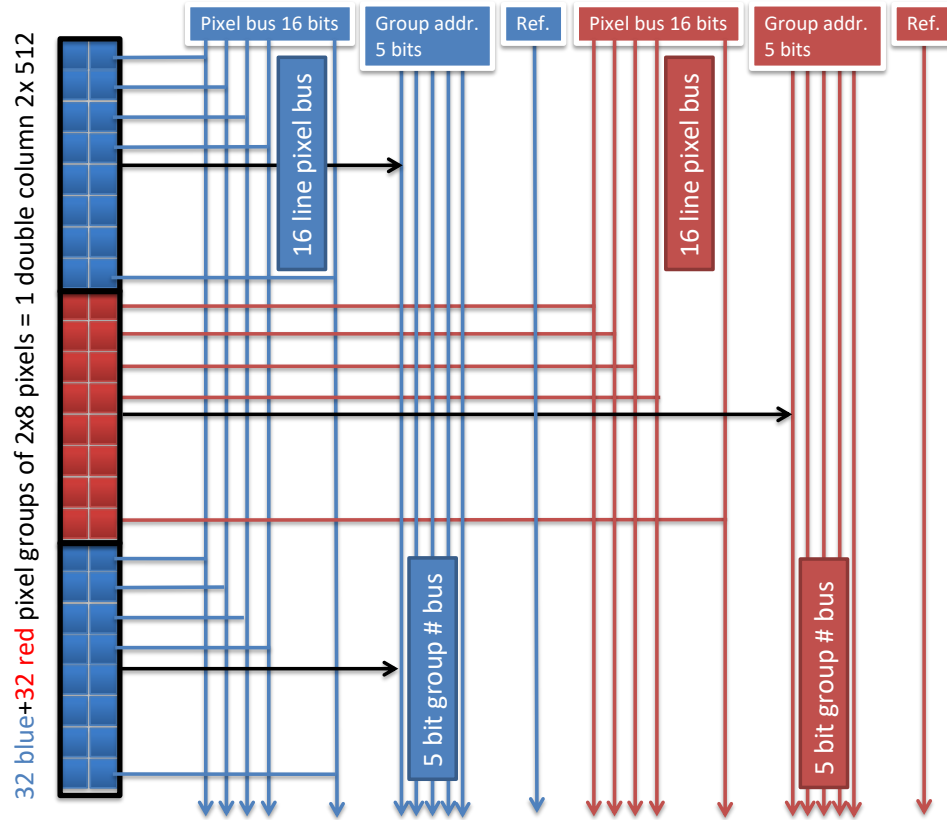 Pixel bus 16 bits
Group addr.
5 bits
Ref.
Pixel bus 16 bits
Group addr.
5 bits
Ref.
16 line pixel bus
16 line pixel bus
32 blue+32 red pixel groups of 2x8 pixels = 1 double column 2x 512
5 bit group # bus
5 bit group # bus